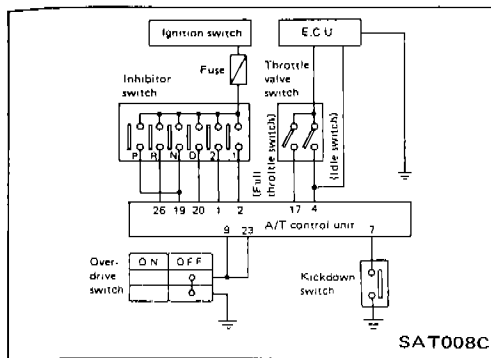 Ignition switch
E.C.U
Fuse
Throttle
valve
switch
Inhibitor
switch
P R N D 2 1
(Full
throttle switch)
(Idle switch)
26 19 20 1 2 17 4
A/T control unit
9 23 7
Over-
drive
switch
ON OFF
Kickdown
switch
SAT008C